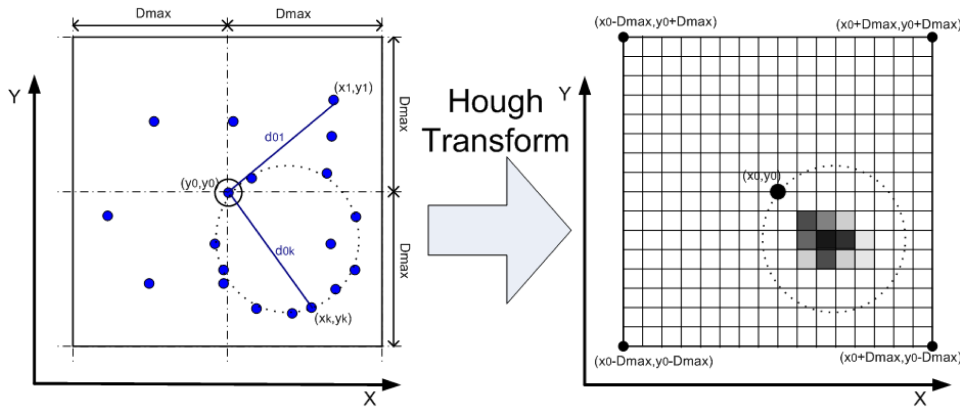 Dmax
Dmax
(x0-Dmax,y0+Dmax)
(x0+Dmax,y0+Dmax)
Y
(x1,y1)
Dmax
d01
Hough
Transform
Y
(y0,y0)
(x0,y0)
d0k
Dmax
(xk,yk)
(x0-Dmax,y0-Dmax)
(x0+Dmax,y0-Dmax)
X
X